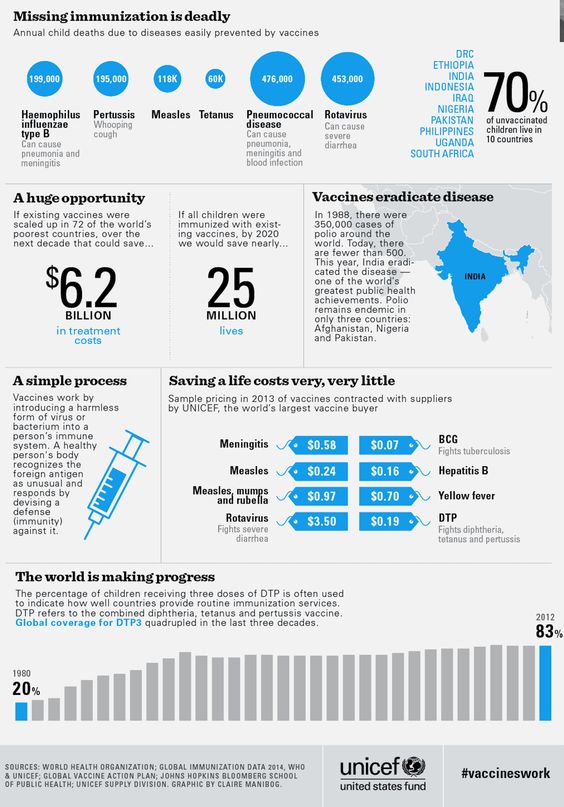 Missing immunization is deadly
Annual child deaths due to diseases easily prevented by vaccines
199,000
Haemophilus
influenzae
type B
Can cause
pneumonia and
meningitis
195,000
Pertussis
Whooping
cough
118K
Measles
60K
Tetanus
476,000
Pneumococcal
disease
Can cause
pneumonia,
meningitis and
blood infection
453,000
Rotavirus
Can cause
severe
diarrhea
DRC
ETHIOPIA
INDIA
INDONESIA
IRAQ
NIGERIA
PAKISTAN
PHILIPPINES
UGANDA
SOUTH AFRICA
70%
of unvaccinated
children live in
10 countries
A huge opportunity
If existing vaccines were
scaled up in 72 of the world's
poorest countries, over the
next decade that could save...
$6.2
BILLION
in treatment
costs
If all children were
immunized with exist-
ing vaccines, by 2020
we would save nearly...
25
MILLION
lives
Vaccines eradicate disease
In 1988, there were
350,000 cases of
polio around the
world. Today, there
are fewer than 500.
This year, India eradi-
cated the disease —
one of the world's
greatest public health
achievements. Polio
remains endemic in
only three countries:
Afghanistan, Nigeria
and Pakistan.
INDIA
A simple process
Vaccines work by
introducing a harmless
form of virus or
bacterium into a
person's immune
system. A healthy
person's body
recognizes the
foreign antigen
as unusual and
responds by
devising a
defense
(immunity)
against it.
Saving a life costs very, very little
Sample pricing in 2013 of vaccines contracted with suppliers
by UNICEF, the world's largest vaccine buyer
Meningitis $0.58
Measles $0.24
Measles, mumps
and rubella $0.97
Rotavirus $3.50
Fights severe
diarrhea
$0.07 BCG
Fights tuberculosis
$0.16 Hepatitis B
$0.70 Yellow fever
$0.19 DTP
Fights diphtheria,
tetanus and pertussis
The world is making progress
The percentage of children receiving three doses of DTP is often used
to indicate how well countries provide routine immunization services.
DTP refers to the combined diphtheria, tetanus and pertussis vaccine.
Global coverage for DTP3 quadrupled in the last three decades.
1980
20%
2012
83%
SOURCES: WORLD HEALTH ORGANIZATION; GLOBAL IMMUNIZATION DATA 2014, WHO
& UNICEF; GLOBAL VACCINE ACTION PLAN; JOHNS HOPKINS BLOOMBERG SCHOOL
OF PUBLIC HEALTH; UNICEF SUPPLY DIVISION. GRAPHIC BY CLAIRE MANIBOG.
unicef
united states fund
#vaccineswork